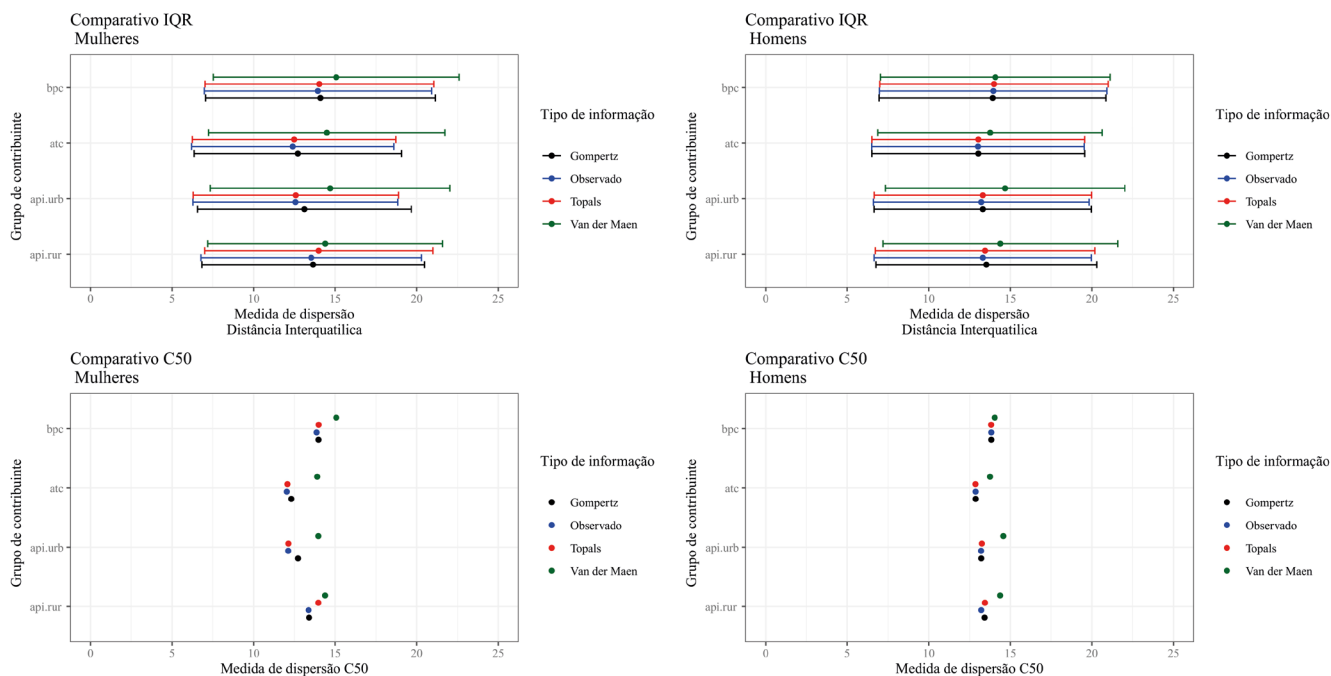 Comparativo IQR
Mulheres
Grupo de contribuinte
bpc
atc
api.urb
api.rur
0 5 10 15 20 25
Medida de dispersão
Distância Interquatilica
Tipo de informação
Gompertz
Observado
Topals
Van der Maen
Comparativo IQR
Homens
Grupo de contribuinte
bpc
atc
api.urb
api.rur
0 5 10 15 20 25
Medida de dispersão
Distância Interquatilica
Tipo de informação
Gompertz
Observado
Topals
Van der Maen
Comparativo C50
Mulheres
Grupo de contribuinte
bpc
atc
api.urb
api.rur
0 5 10 15 20 25
Medida de dispersão C50
Tipo de informação
Gompertz
Observado
Topals
Van der Maen
Comparativo C50
Homens
Grupo de contribuinte
bpc
atc
api.urb
api.rur
0 5 10 15 20 25
Medida de dispersão C50
Tipo de informação
Gompertz
Observado
Topals
Van der Maen